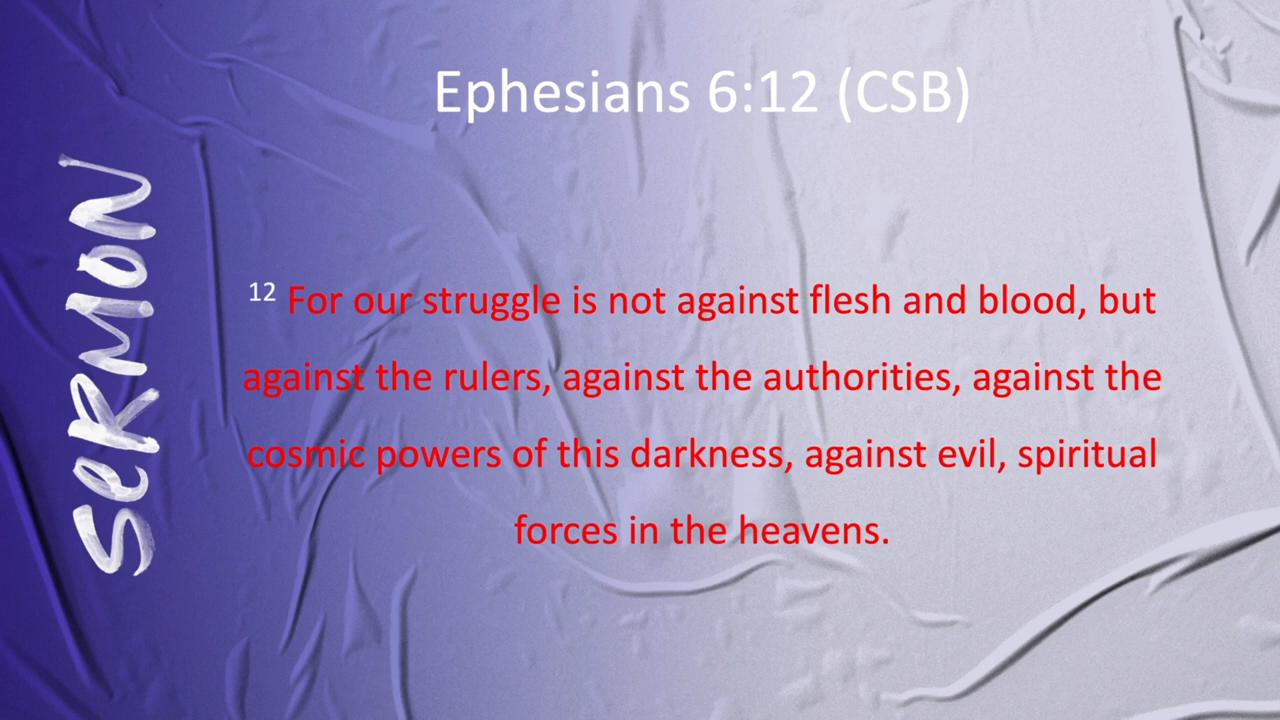 SERMON
Ephesians 6:12 (CSB)
12 For our struggle is not against flesh and blood, but
against the rulers, against the authorities, against the
cosmic powers of this darkness, against evil, spiritual
forces in the heavens.